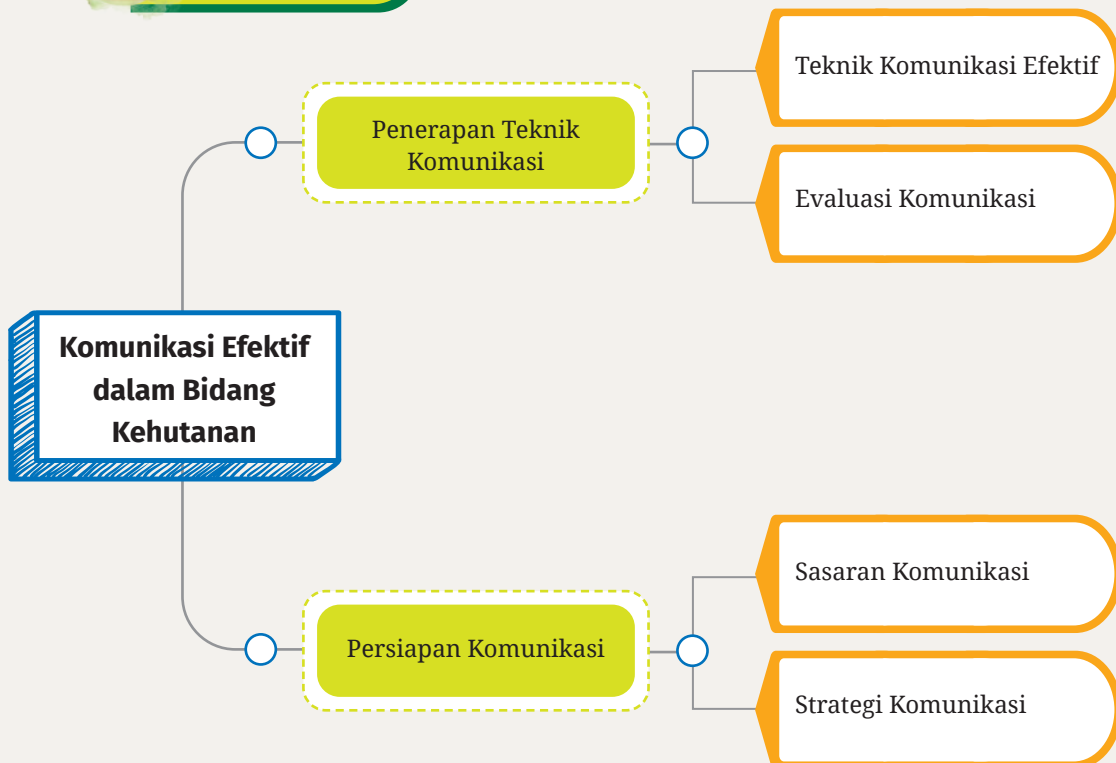 Teknik Komunikasi Efektif
Penerapan Teknik
Komunikasi
Evaluasi Komunikasi
Komunikasi Efektif
dalam Bidang
Kehutanan
Sasaran Komunikasi
Persiapan Komunikasi
Strategi Komunikasi